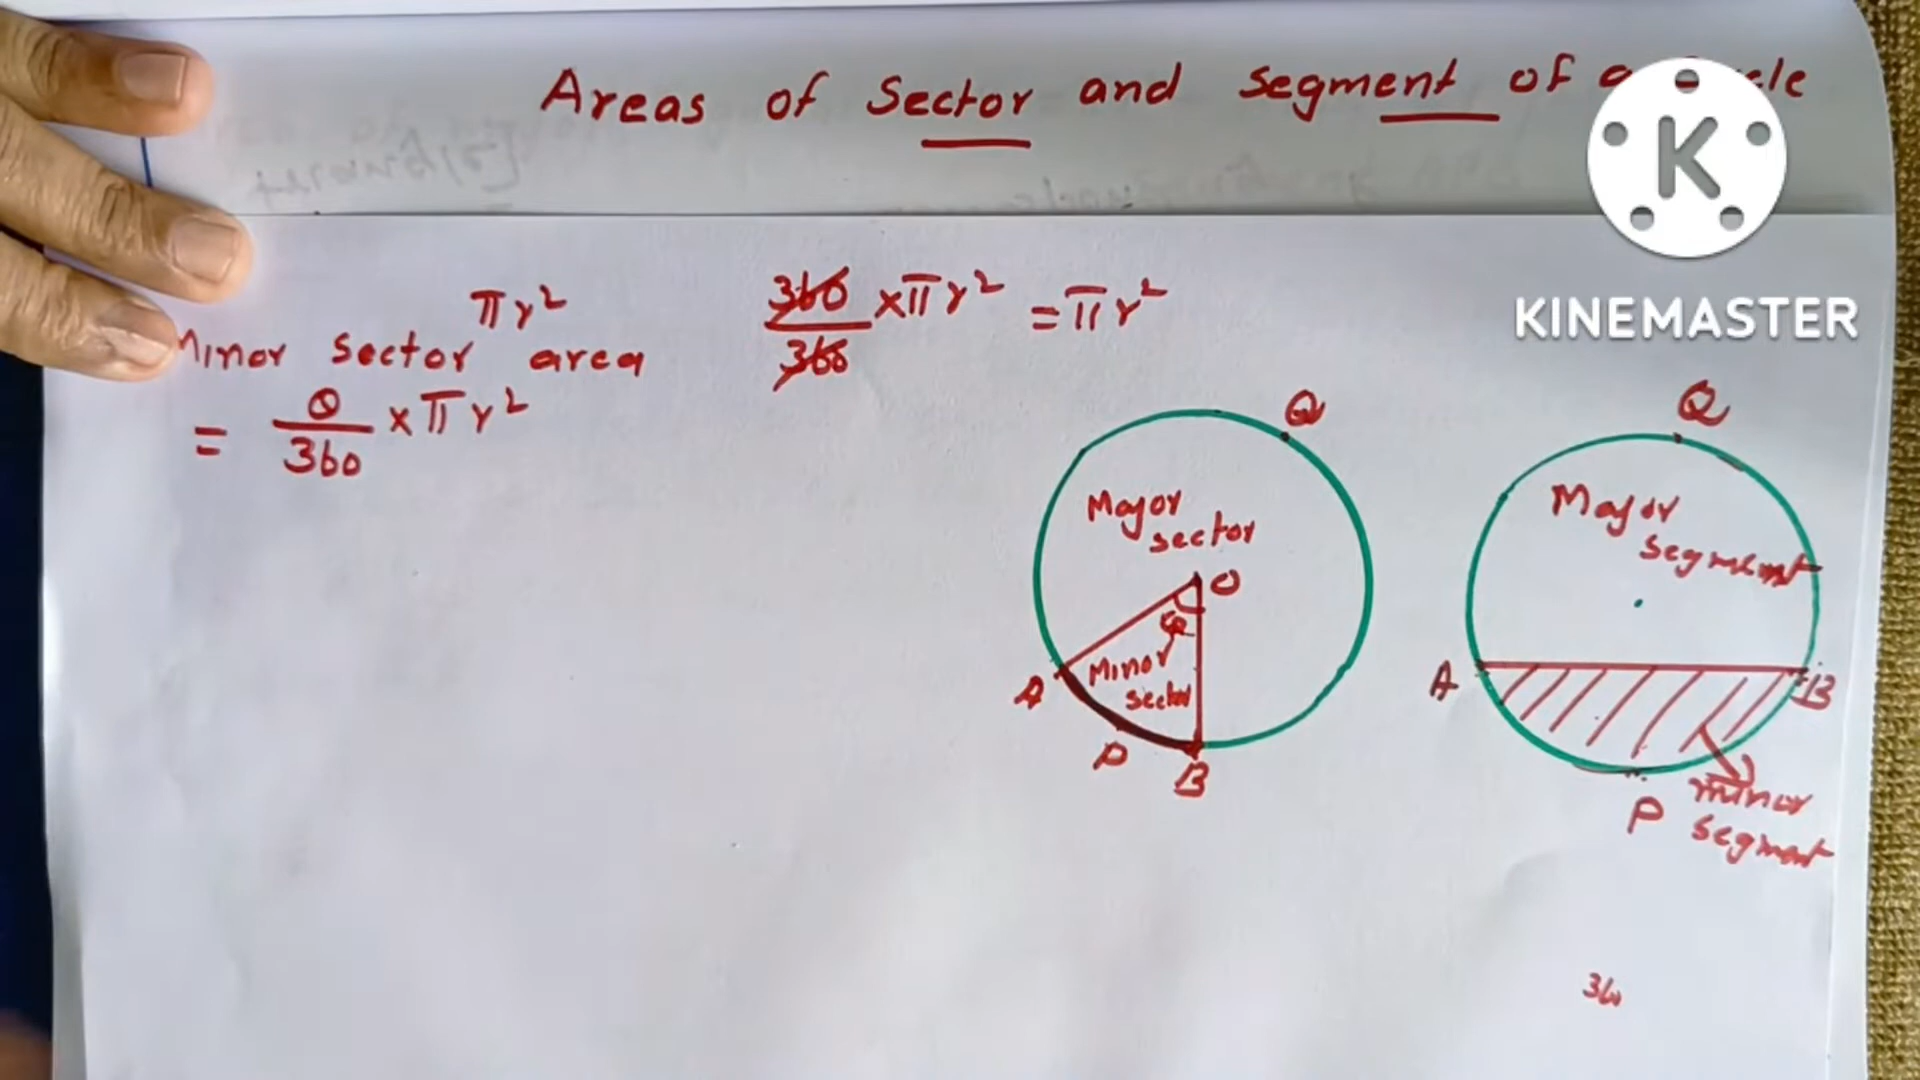 Areas of Sector and segment of a
K
KINEMASTER
πr²
Minor sector area
= θ/360 × πr²
360/360 × πr² = πr²
Q
Major
sector
O
θ
Minor
sector
A
P
B
Q
Major
segment
A
B
P
minor
segment
360